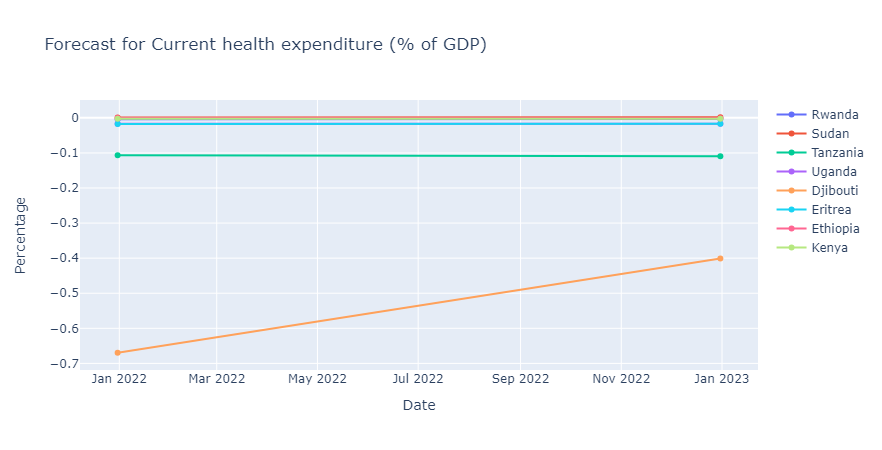 Forecast for Current health expenditure (% of GDP)
0
−0.1
−0.2
−0.3
−0.4
−0.5
−0.6
−0.7
Percentage
Jan 2022
Mar 2022
May 2022
Jul 2022
Sep 2022
Nov 2022
Jan 2023
Date
Rwanda
Sudan
Tanzania
Uganda
Djibouti
Eritrea
Ethiopia
Kenya